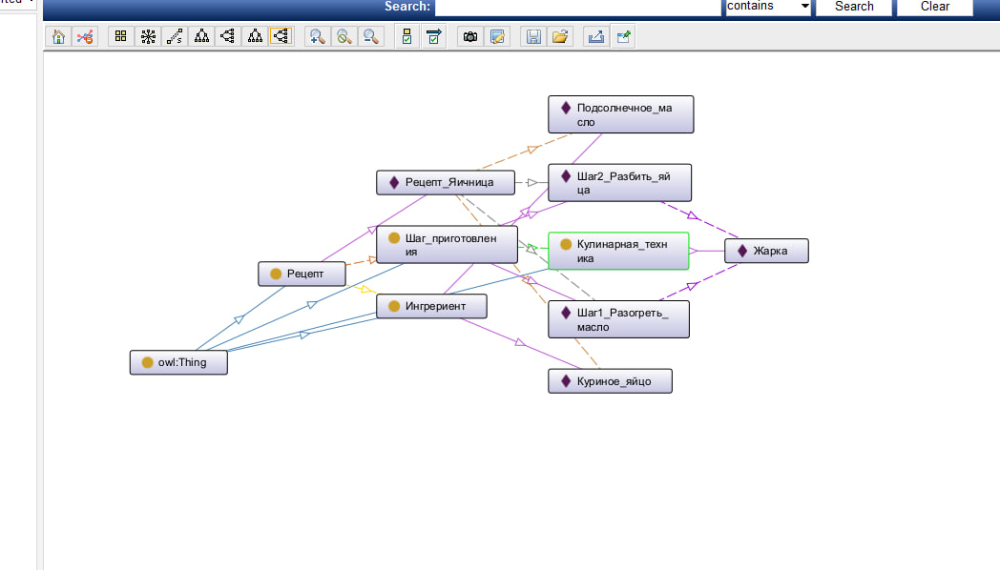 Search:
contains
Search
Clear
Подсолнечное_ма
сло
Рецепт_Яичница
Шаг2_Разбить_яй
ца
Шаг_приготовлен
ия
Кулинарная_техн
ика
Жарка
Рецепт
Ингрериент
Шаг1_Разогреть_
масло
owl:Thing
Куриное_яйцо